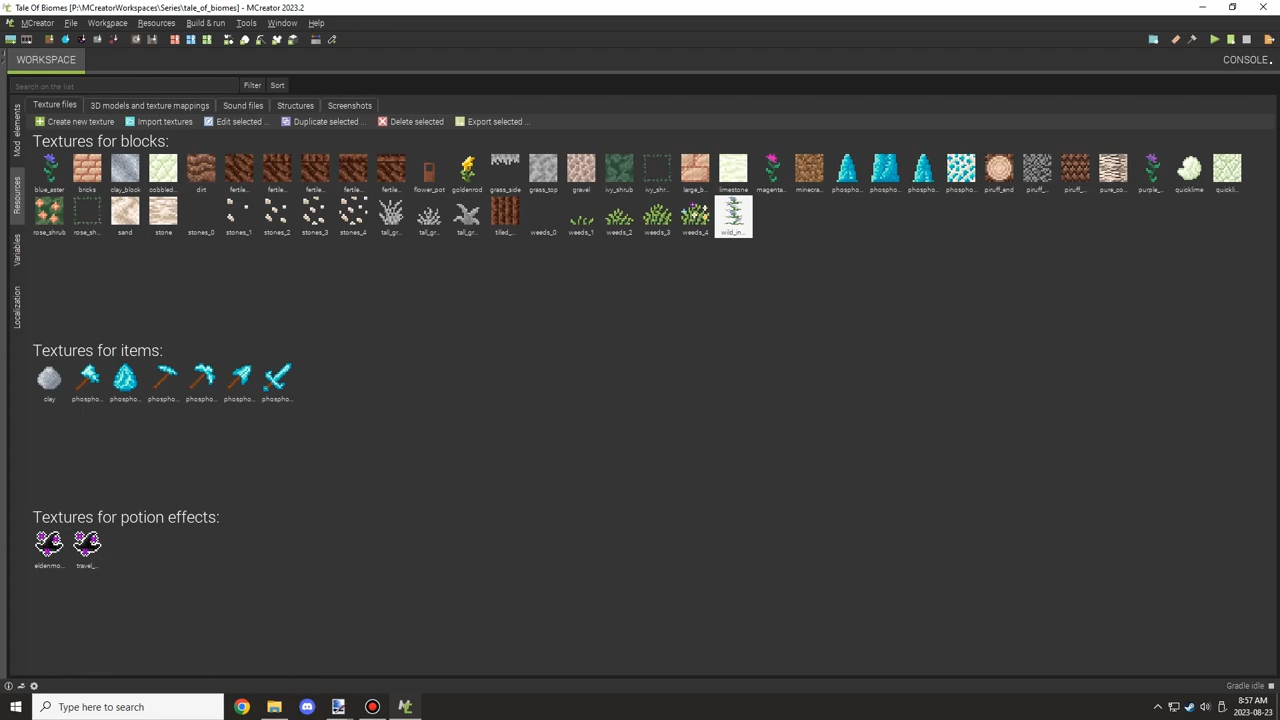 Tale Of Biomes [P:\MCreatorWorkspaces\Series\tale_of_biomes] - MCreator 2023.2
MCreator File Workspace Resources Build & run Tools Window Help
WORKSPACE
CONSOLE
Search on the list
Filter
Sort
Mod elements
Resources
Variables
Localization
Texture files
3D models and texture mappings
Sound files
Structures
Screenshots
Create new texture
Import textures
Edit selected ...
Duplicate selected ...
Delete selected
Export selected ...
Textures for blocks:
blue_aster bricks clay_block cobbled... dirt fertile... fertile... fertile... fertile... fertile... flower_pot goldenrod grass_side grass_top gravel ivy_shrub ivy_shr... large_b... limestone magenta... minecra... phospho... phospho... phospho... phospho... piruff_end piruff_... piruff_... pure_co... purple_... quicklime quickli...
rose_shrub rose_sh... sand stone stones_0 stones_1 stones_2 stones_3 stones_4 tall_gr... tall_gr... tall_gr... tiled_... weeds_0 weeds_1 weeds_2 weeds_3 weeds_4 wild_in...
Textures for items:
clay phospho... phospho... phospho... phospho... phospho... phospho...
Textures for potion effects:
eldenmo... travel_...
Gradle idle
Type here to search
8:57 AM
2023-08-23